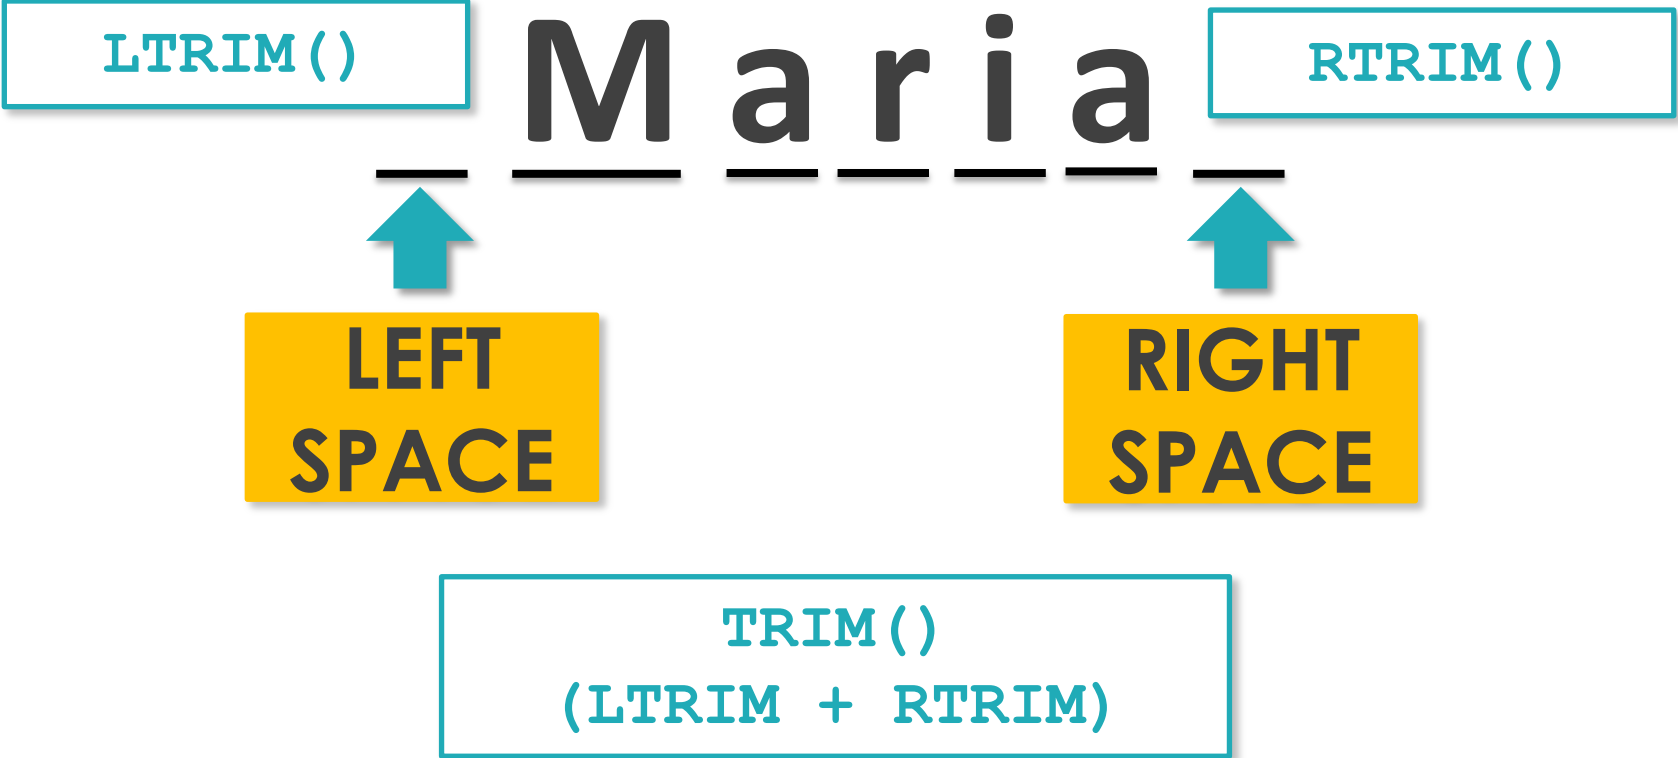 LTRIM()
Maria
RTRIM()
LEFT
SPACE
RIGHT
SPACE
TRIM()
(LTRIM + RTRIM)